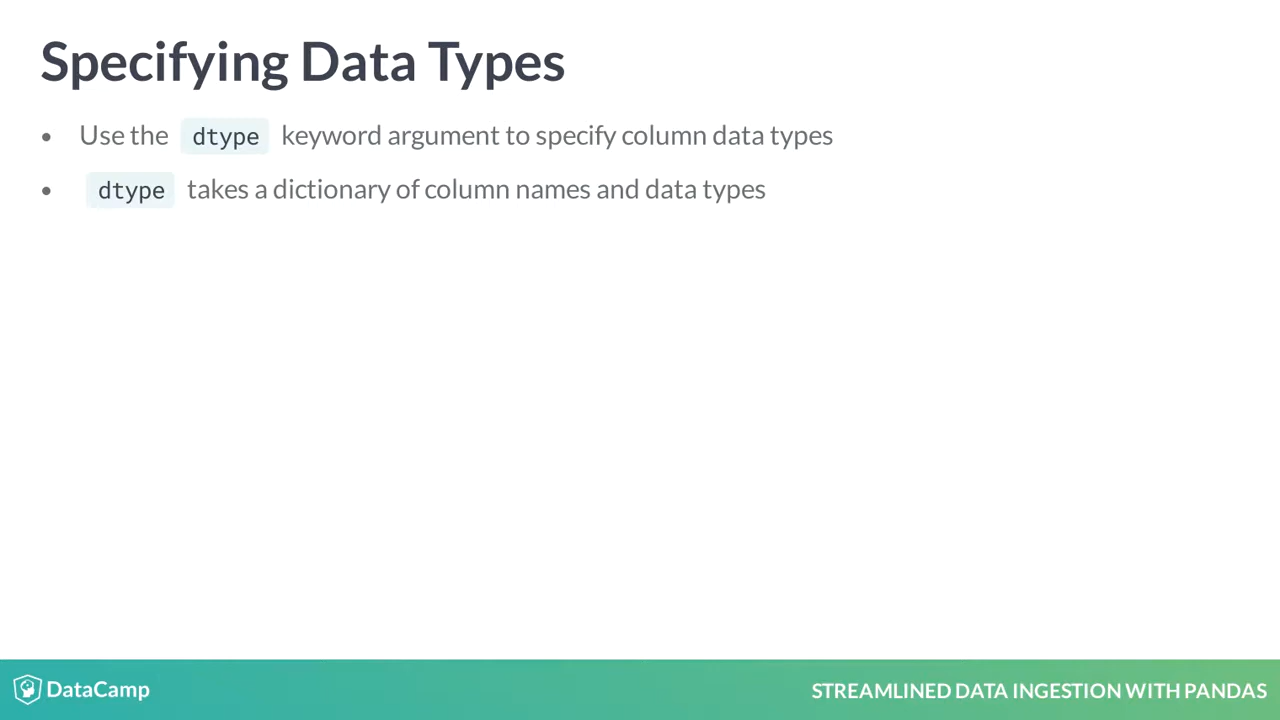 Specifying Data Types
• Use the dtype keyword argument to specify column data types
• dtype takes a dictionary of column names and data types
DataCamp
STREAMLINED DATA INGESTION WITH PANDAS